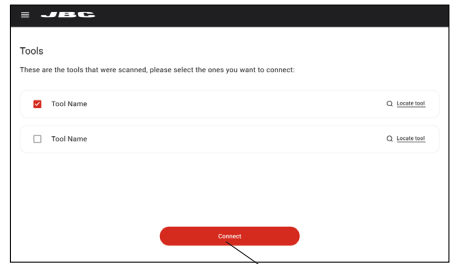 JBC
Tools
These are the tools that were scanned, please select the ones you want to connect:
Tool Name Locate tool
Tool Name Locate tool
Connect